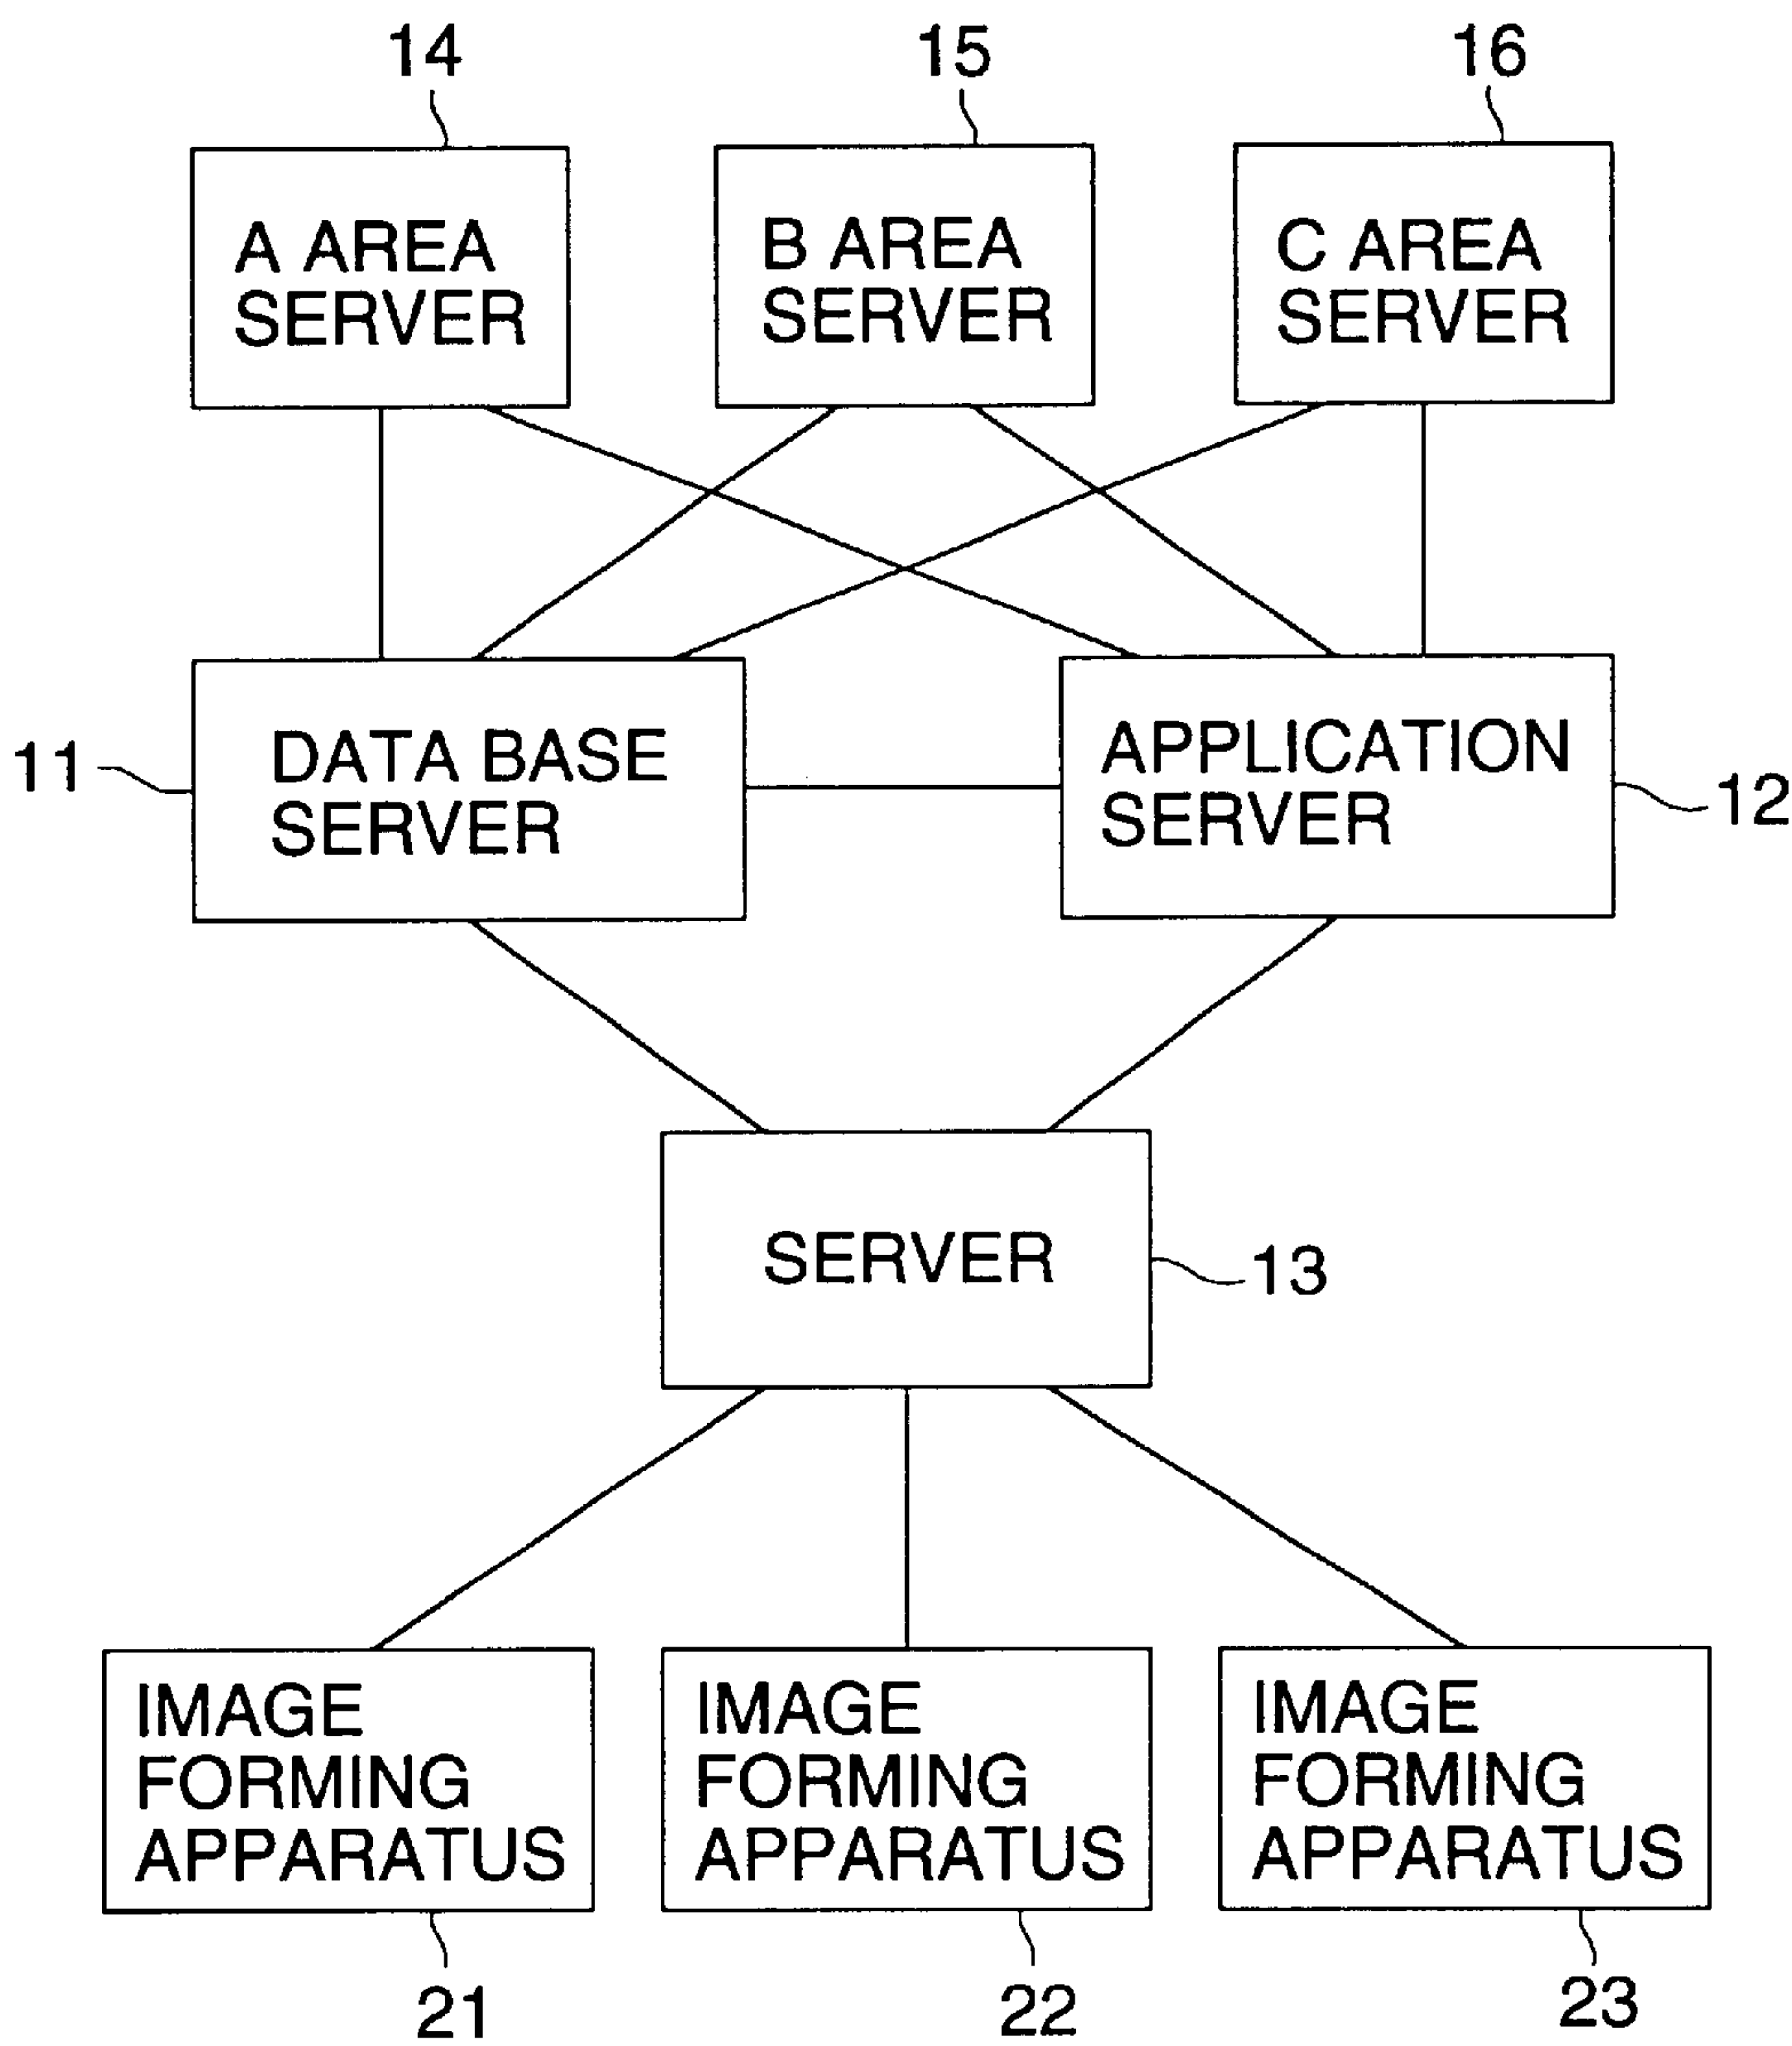 14
15
16
A AREA
SERVER
B AREA
SERVER
C AREA
SERVER
11
DATA BASE
SERVER
APPLICATION
SERVER
12
SERVER
13
IMAGE
FORMING
APPARATUS
IMAGE
FORMING
APPARATUS
IMAGE
FORMING
APPARATUS
21
22
23